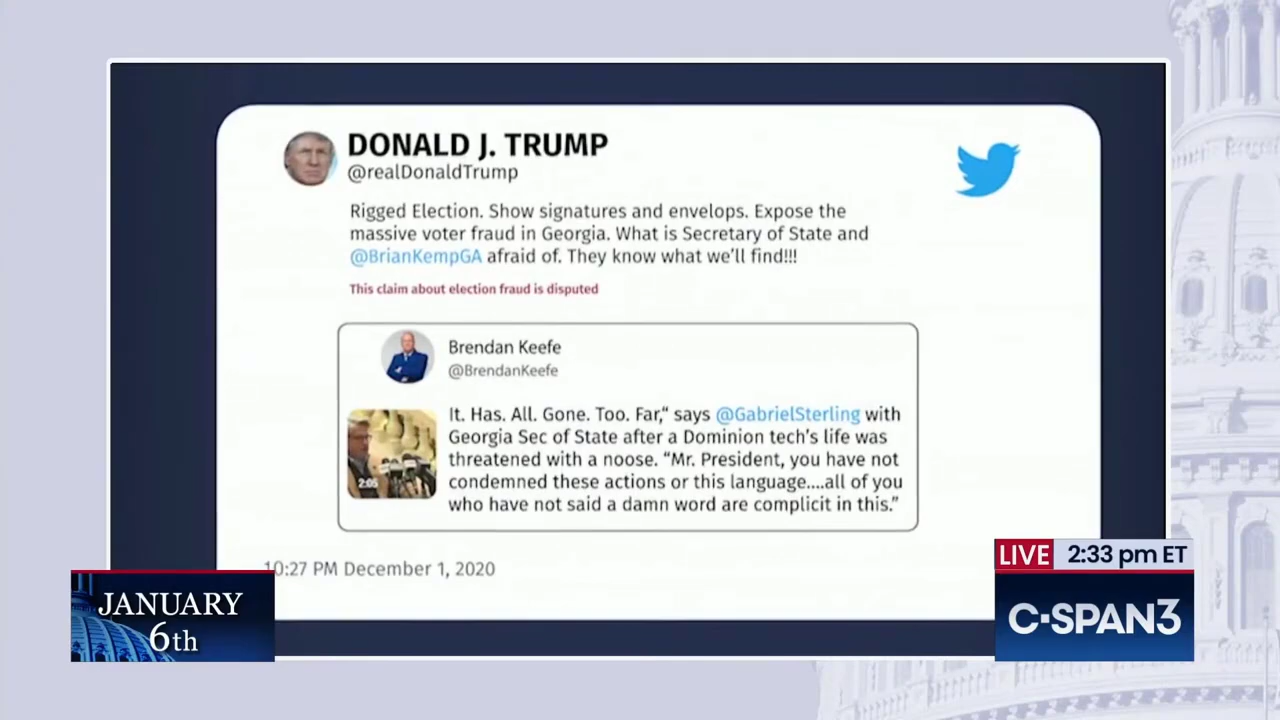 DONALD J. TRUMP
@realDonaldTrump
Rigged Election. Show signatures and envelops. Expose the
massive voter fraud in Georgia. What is Secretary of State and
@BrianKempGA afraid of. They know what we'll find!!!
This claim about election fraud is disputed
Brendan Keefe
@BrendanKeefe
It. Has. All. Gone. Too. Far,“ says @GabrielSterling with
Georgia Sec of State after a Dominion tech's life was
threatened with a noose. “Mr. President, you have not
condemned these actions or this language....all of you
who have not said a damn word are complicit in this.”
2:05
10:27 PM December 1, 2020
JANUARY
6th
LIVE 2:33 pm ET
C-SPAN3